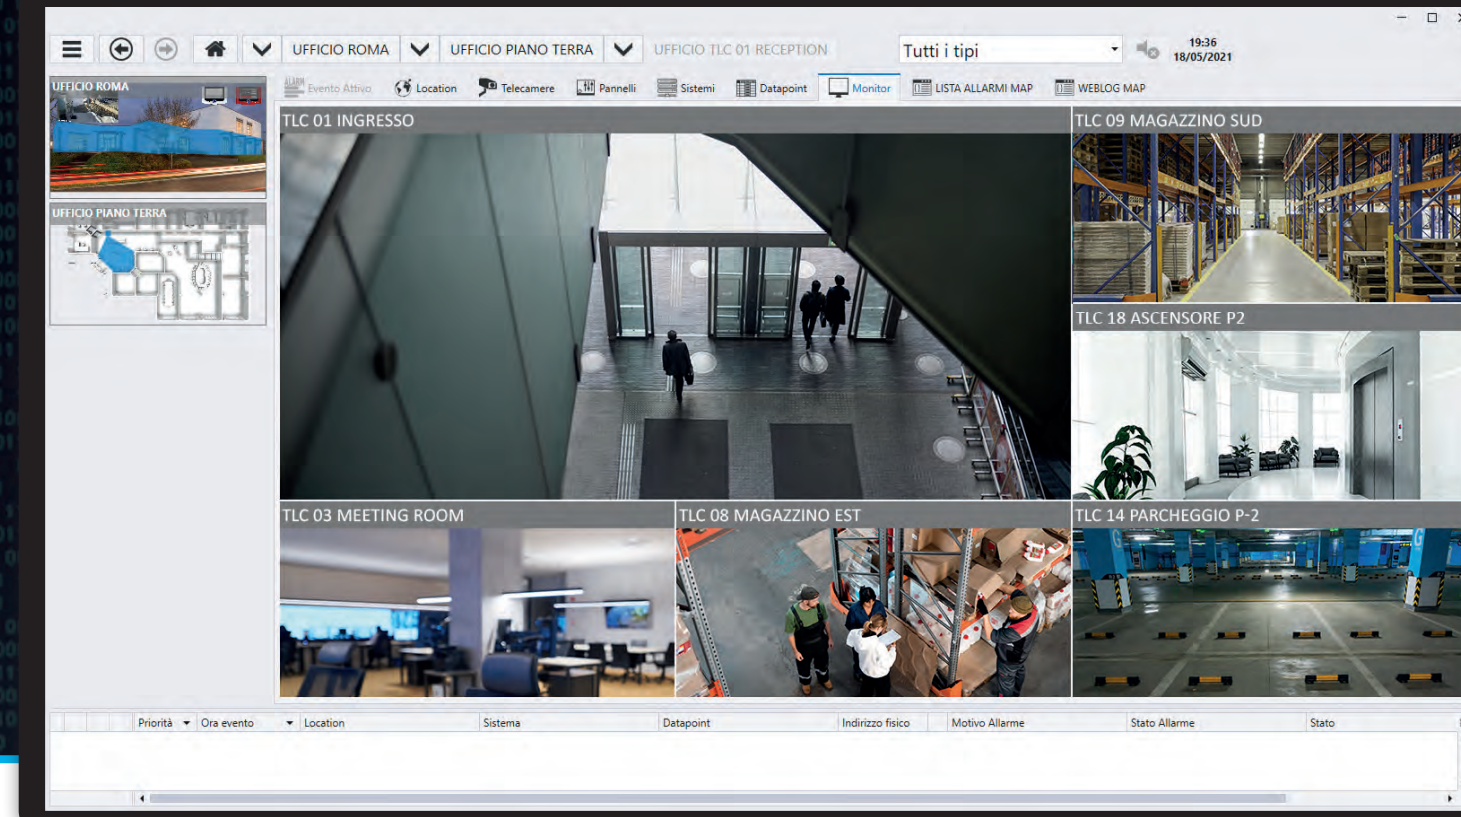 UFFICIO ROMA
UFFICIO PIANO TERRA
UFFICIO TLC 01 RECEPTION
Tutti i tipi
19:36
18/05/2021
UFFICIO ROMA
UFFICIO PIANO TERRA
ALARM
Evento Attivo
Location
Telecamere
Pannelli
Sistemi
Datapoint
Monitor
LISTA ALLARMI MAP
WEBLOG MAP
TLC 01 INGRESSO
TLC 09 MAGAZZINO SUD
TLC 18 ASCENSORE P2
TLC 03 MEETING ROOM
TLC 08 MAGAZZINO EST
TLC 14 PARCHEGGIO P-2
G
G
Priorità
Ora evento
Location
Sistema
Datapoint
Indirizzo fisico
Motivo Allarme
Stato Allarme
Stato